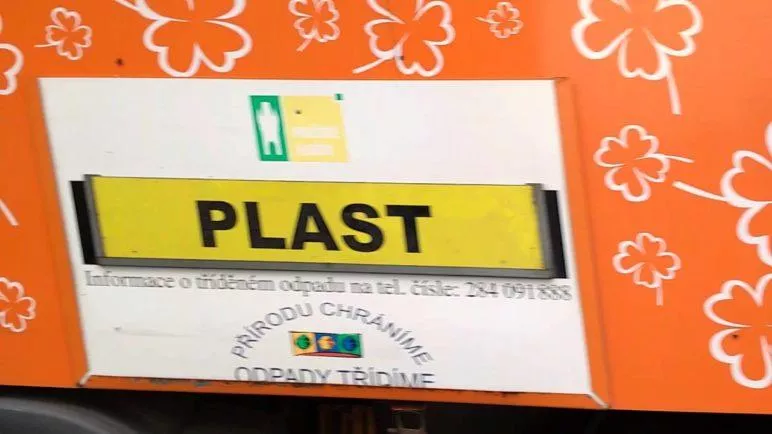 PLAST
Informace o tříděném odpadu na tel. čísle: 284 091 888
PŘÍRODU CHRÁNÍME
ODPADY TŘÍDÍME